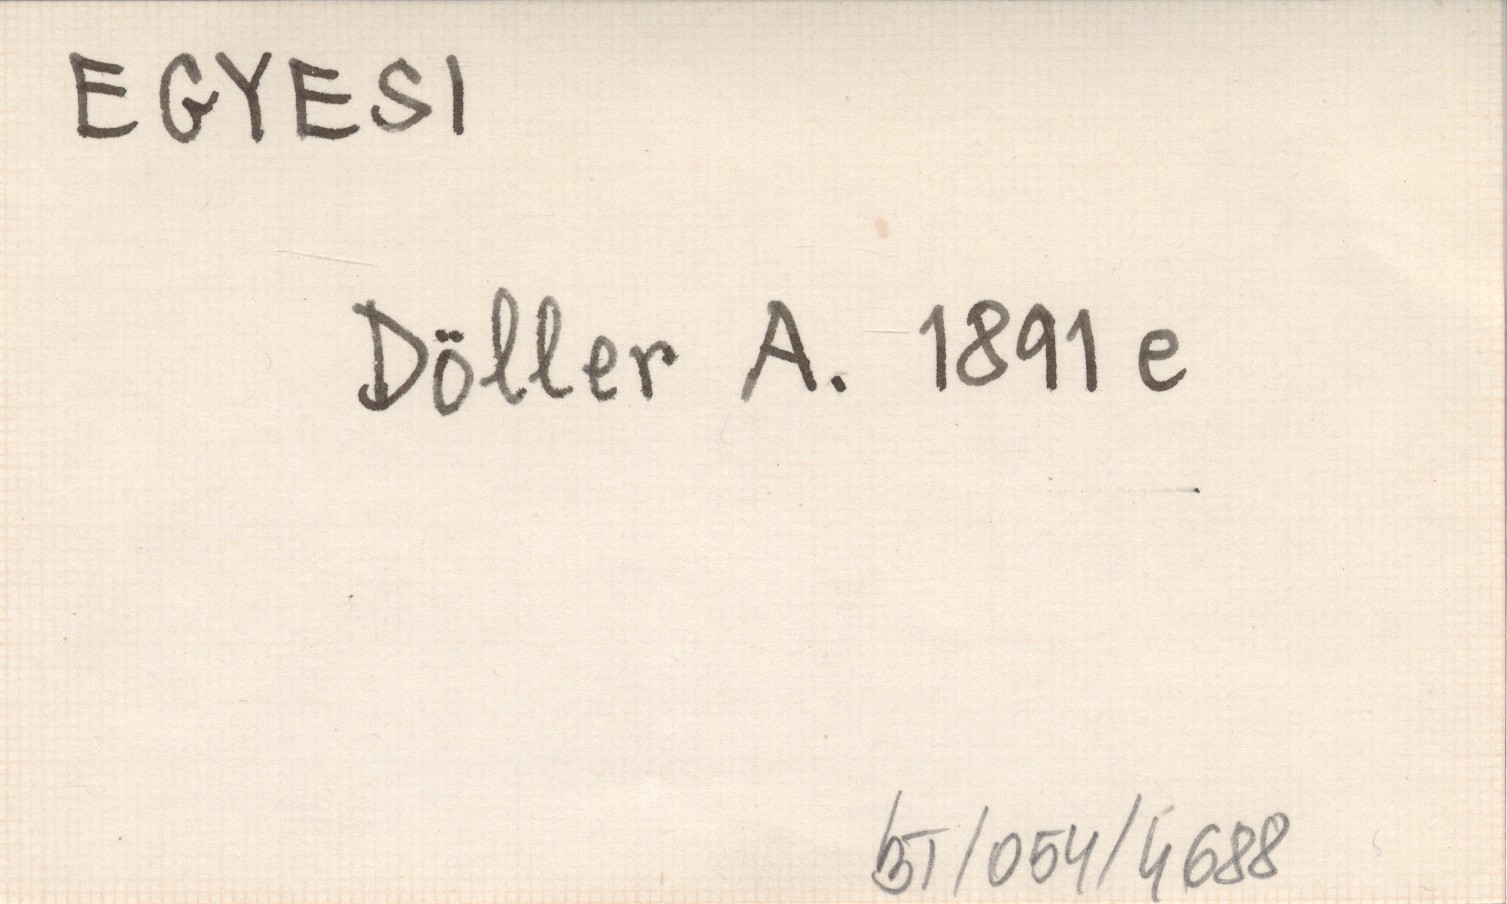 EGYESI
Döller A. 1891 e
BT/054/4688